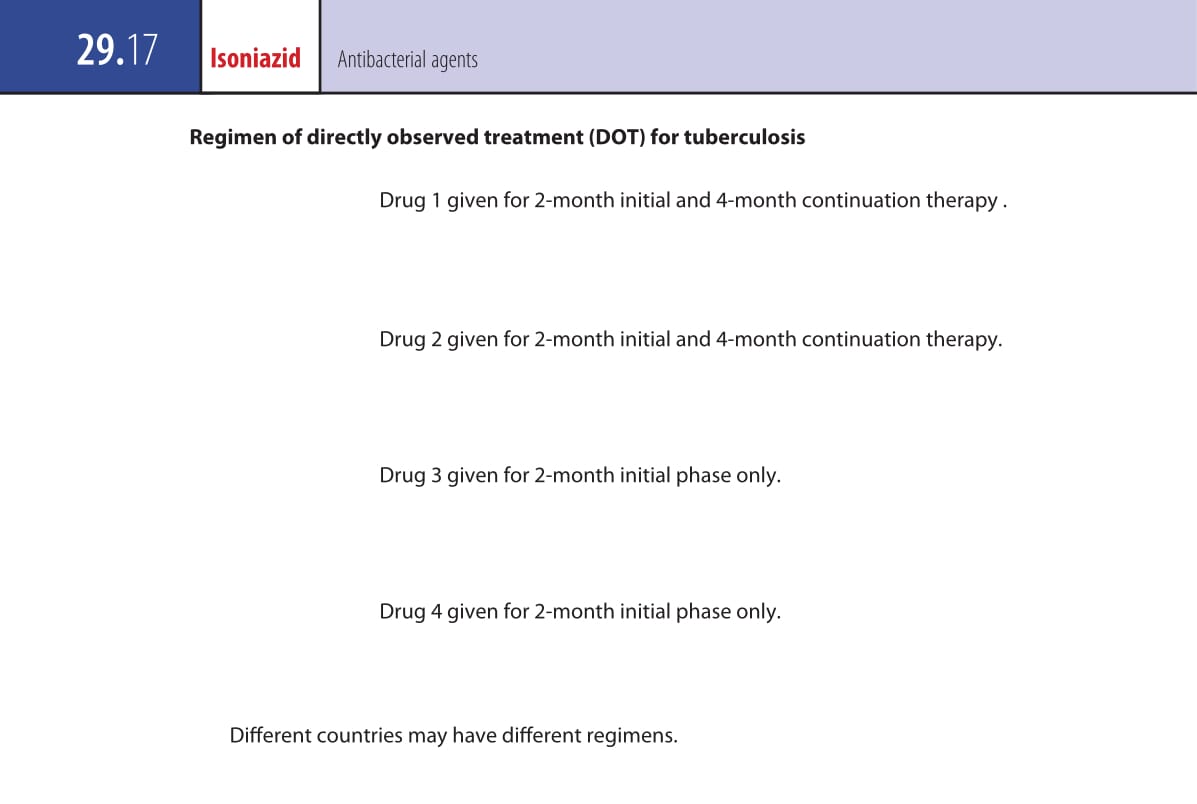 29.17 Isoniazid Antibacterial agents
Regimen of directly observed treatment (DOT) for tuberculosis
Drug 1 given for 2-month initial and 4-month continuation therapy .
Drug 2 given for 2-month initial and 4-month continuation therapy.
Drug 3 given for 2-month initial phase only.
Drug 4 given for 2-month initial phase only.
Different countries may have different regimens.